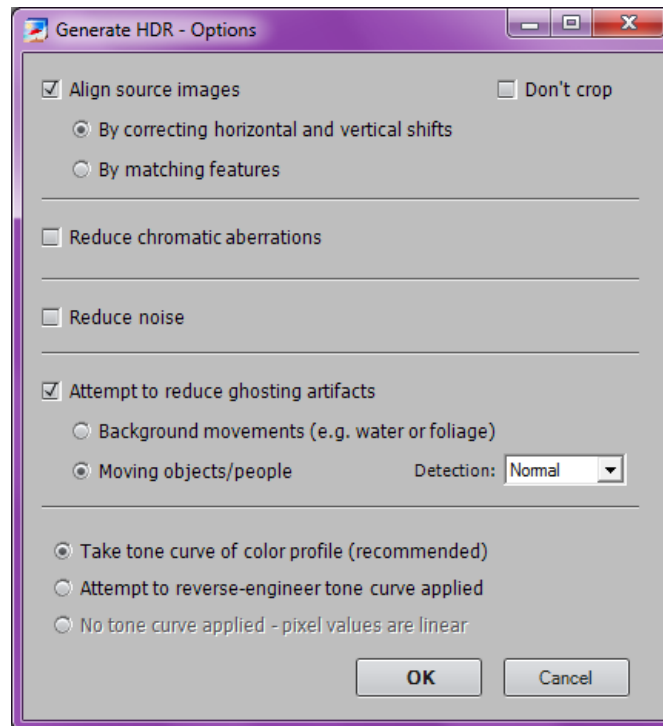 Generate HDR - Options
Align source images
Don't crop
By correcting horizontal and vertical shifts
By matching features
Reduce chromatic aberrations
Reduce noise
Attempt to reduce ghosting artifacts
Background movements (e.g. water or foliage)
Moving objects/people
Detection: Normal
Take tone curve of color profile (recommended)
Attempt to reverse-engineer tone curve applied
No tone curve applied - pixel values are linear
OK
Cancel